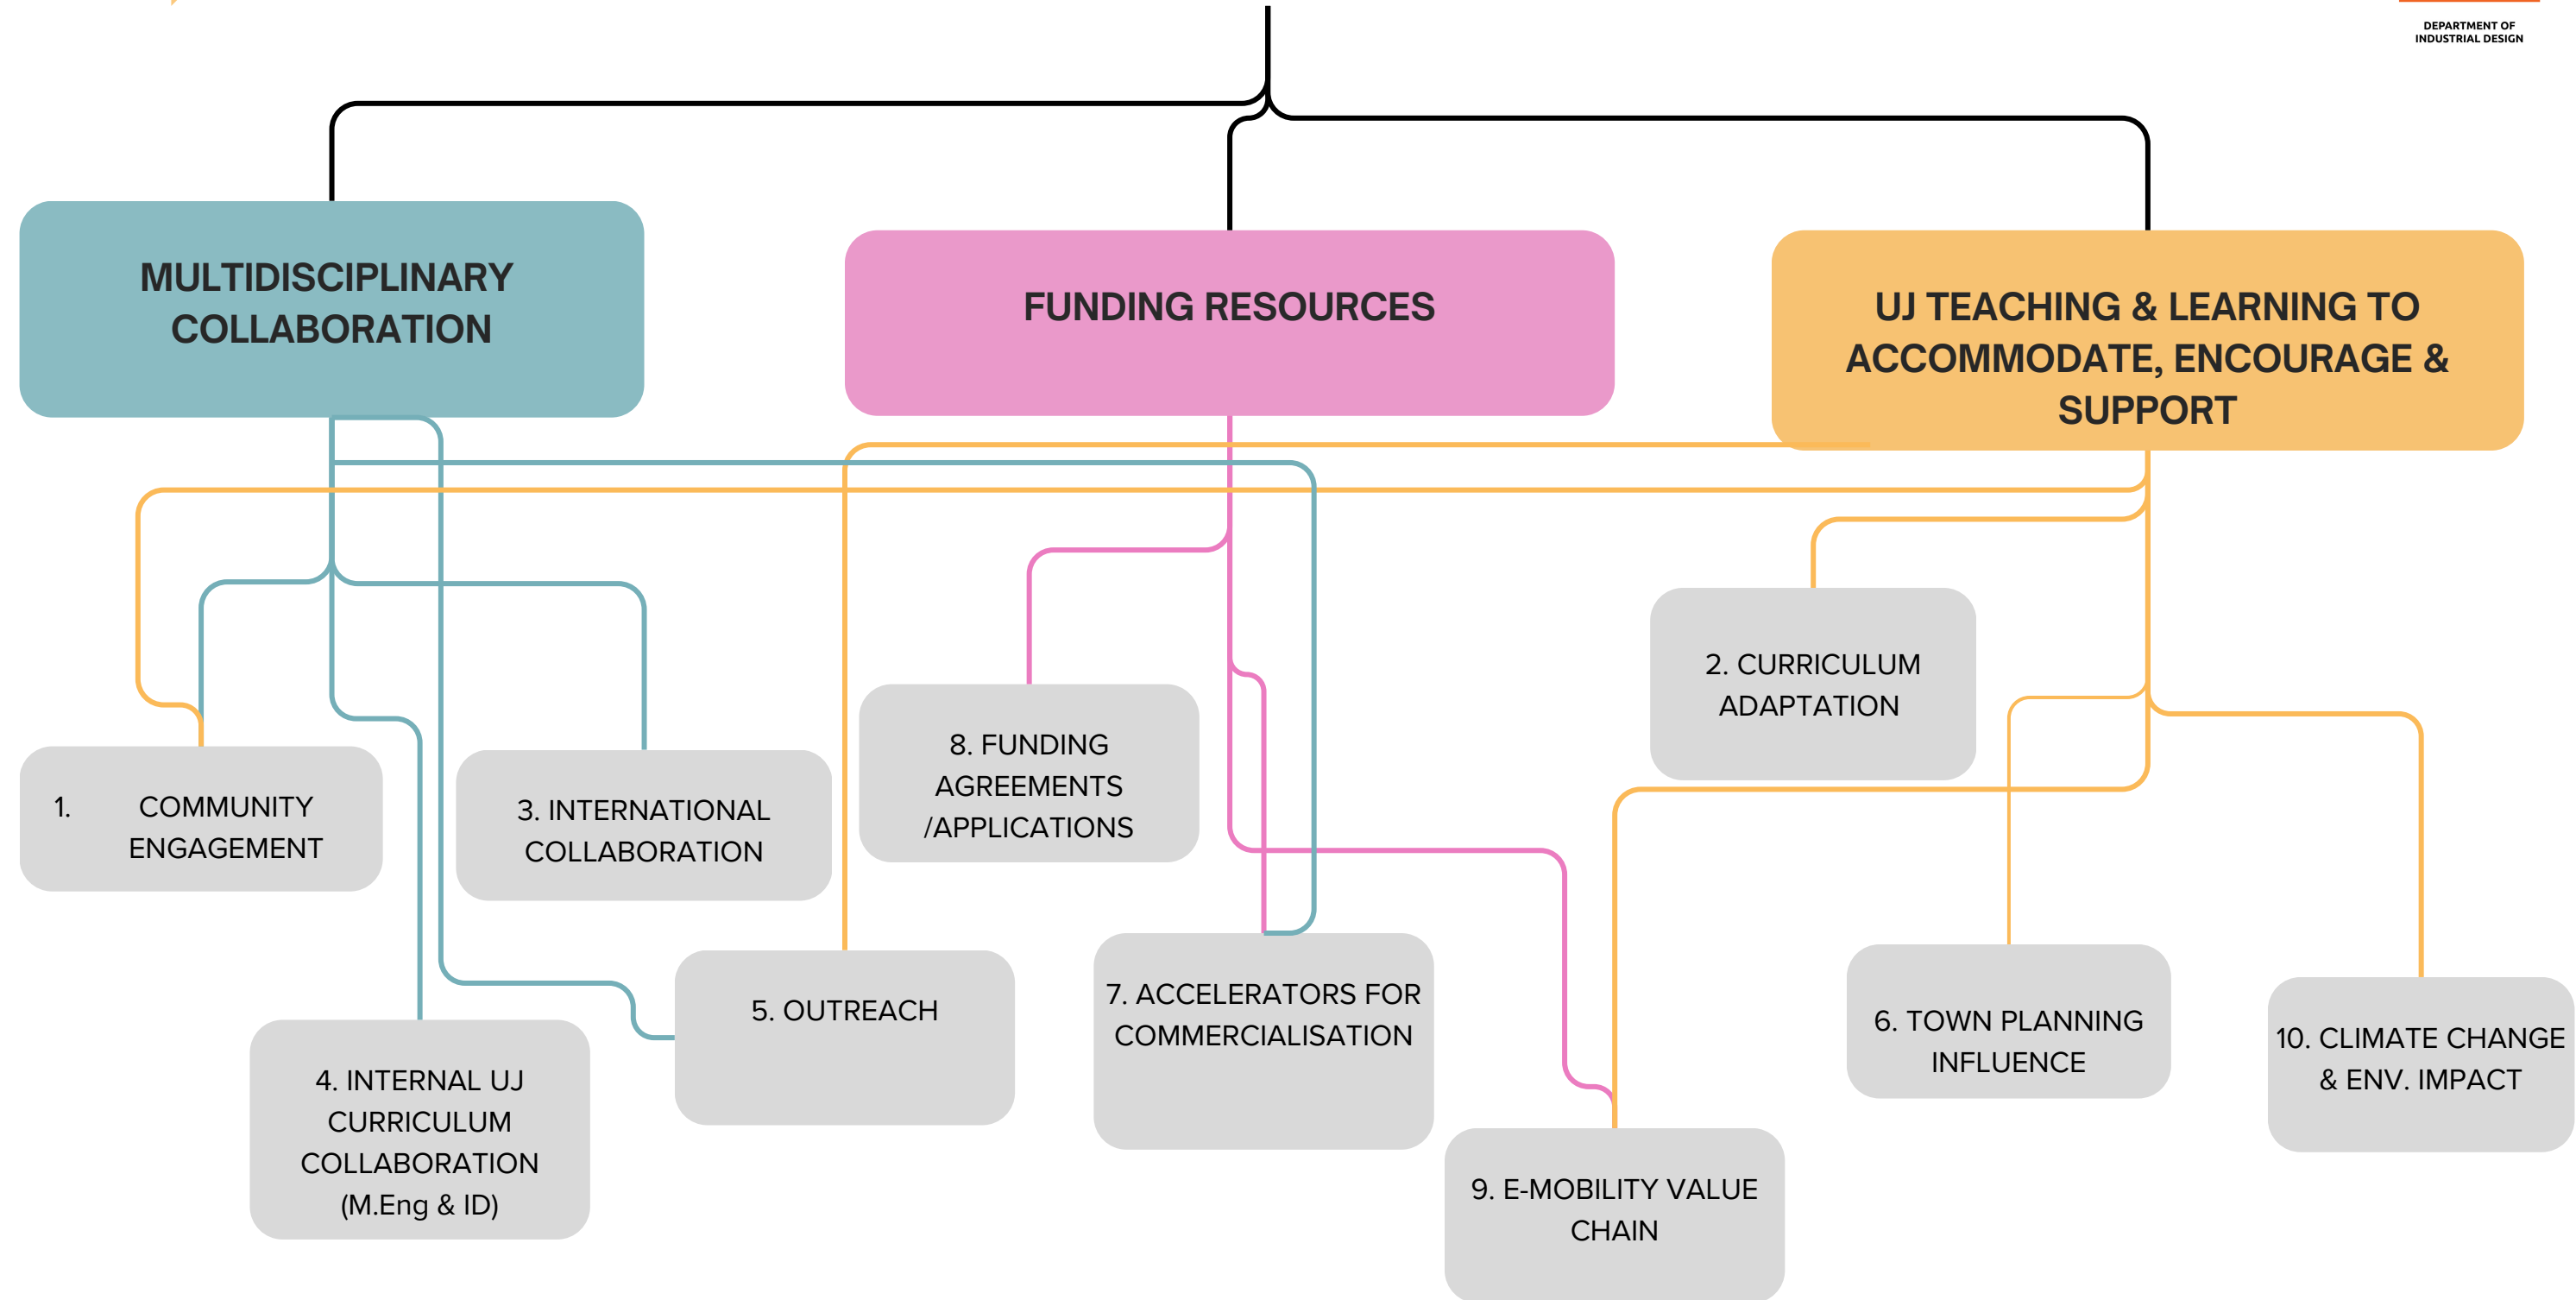 DEPARTMENT OF
INDUSTRIAL DESIGN
MULTIDISCIPLINARY
COLLABORATION
FUNDING RESOURCES
UJ TEACHING & LEARNING TO
ACCOMMODATE, ENCOURAGE &
SUPPORT
1. COMMUNITY
ENGAGEMENT
3. INTERNATIONAL
COLLABORATION
8. FUNDING
AGREEMENTS
/APPLICATIONS
2. CURRICULUM
ADAPTATION
4. INTERNAL UJ
CURRICULUM
COLLABORATION
(M.Eng & ID)
5. OUTREACH
7. ACCELERATORS FOR
COMMERCIALISATION
9. E-MOBILITY VALUE
CHAIN
6. TOWN PLANNING
INFLUENCE
10. CLIMATE CHANGE
& ENV. IMPACT